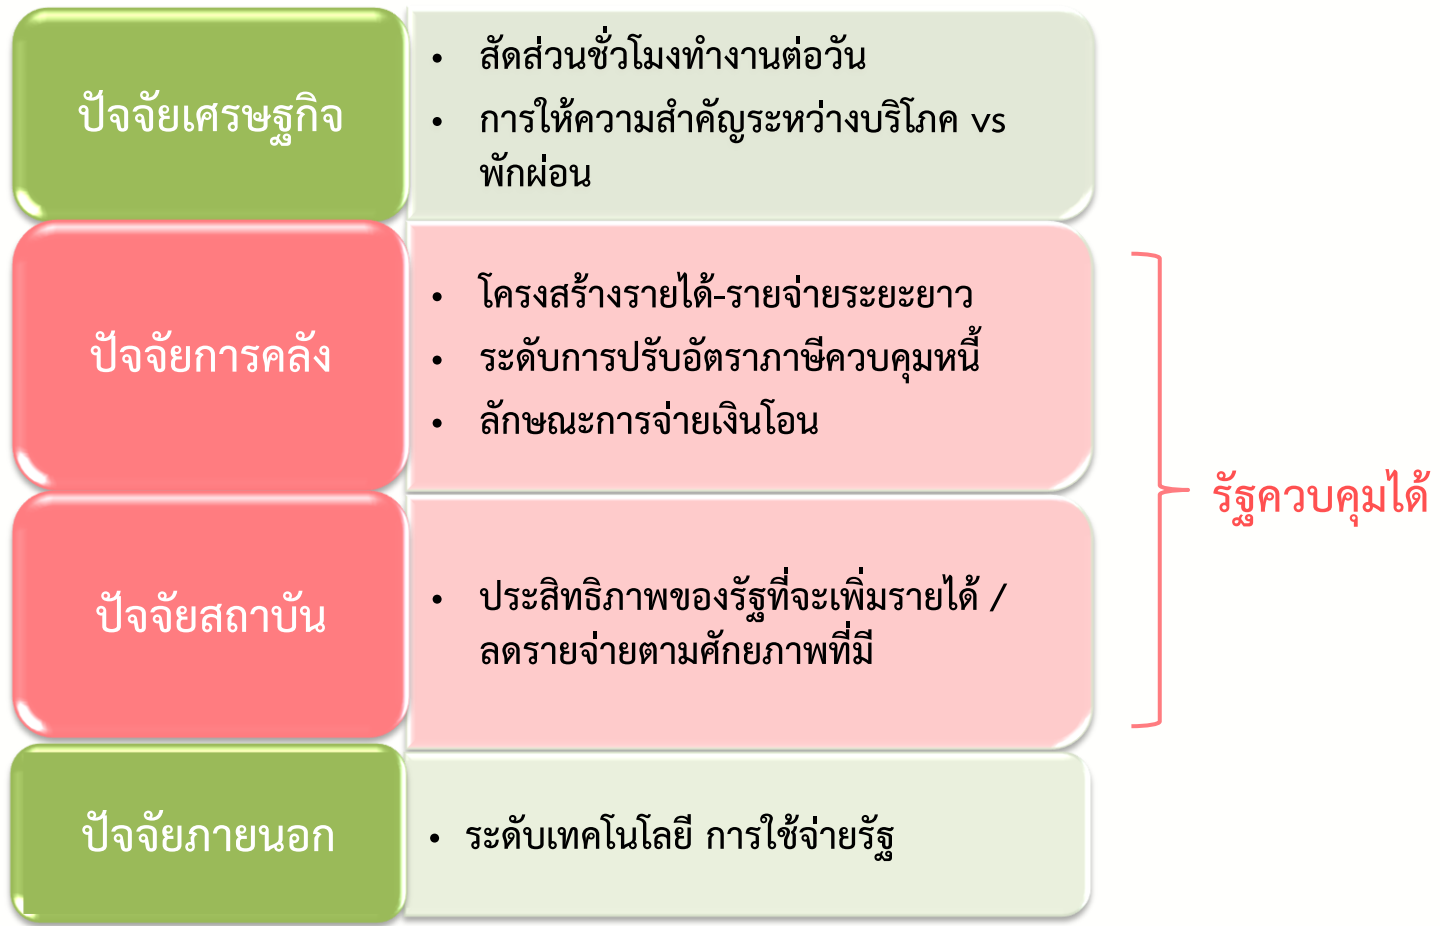 ปัจจัยเศรษฐกิจ
• สัดส่วนชั่วโมงทำงานต่อวัน
• การให้ความสำคัญระหว่างบริโภค vs
พักผ่อน
ปัจจัยการคลัง
• โครงสร้างรายได้-รายจ่ายระยะยาว
• ระดับการปรับอัตราภาษีควบคุมหนี้
• ลักษณะการจ่ายเงินโอน
ปัจจัยสถาบัน
• ประสิทธิภาพของรัฐที่จะเพิ่มรายได้ /
ลดรายจ่ายตามศักยภาพที่มี
รัฐควบคุมได้
ปัจจัยภายนอก
• ระดับเทคโนโลยี การใช้จ่ายรัฐ